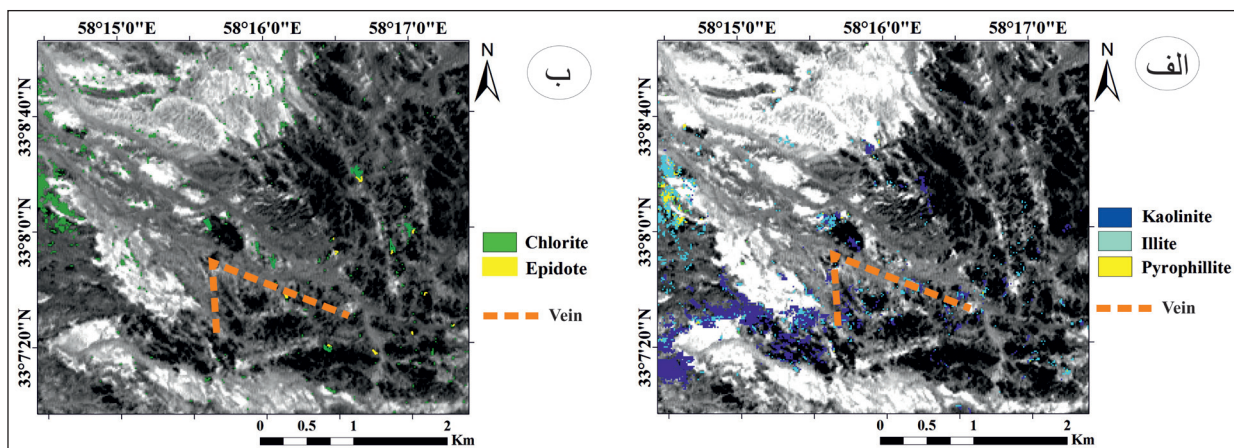 58°15'0"E 58°16'0"E 58°17'0"E
N
ب
33°8'40"N
33°8'0"N
33°7'20"N
Chlorite
Epidote
Vein
0 0.5 1 2
Km
58°15'0"E 58°16'0"E 58°17'0"E
N
الف
33°8'40"N
33°8'0"N
33°7'20"N
Kaolinite
Illite
Pyrophillite
Vein
0 0.5 1 2
Km